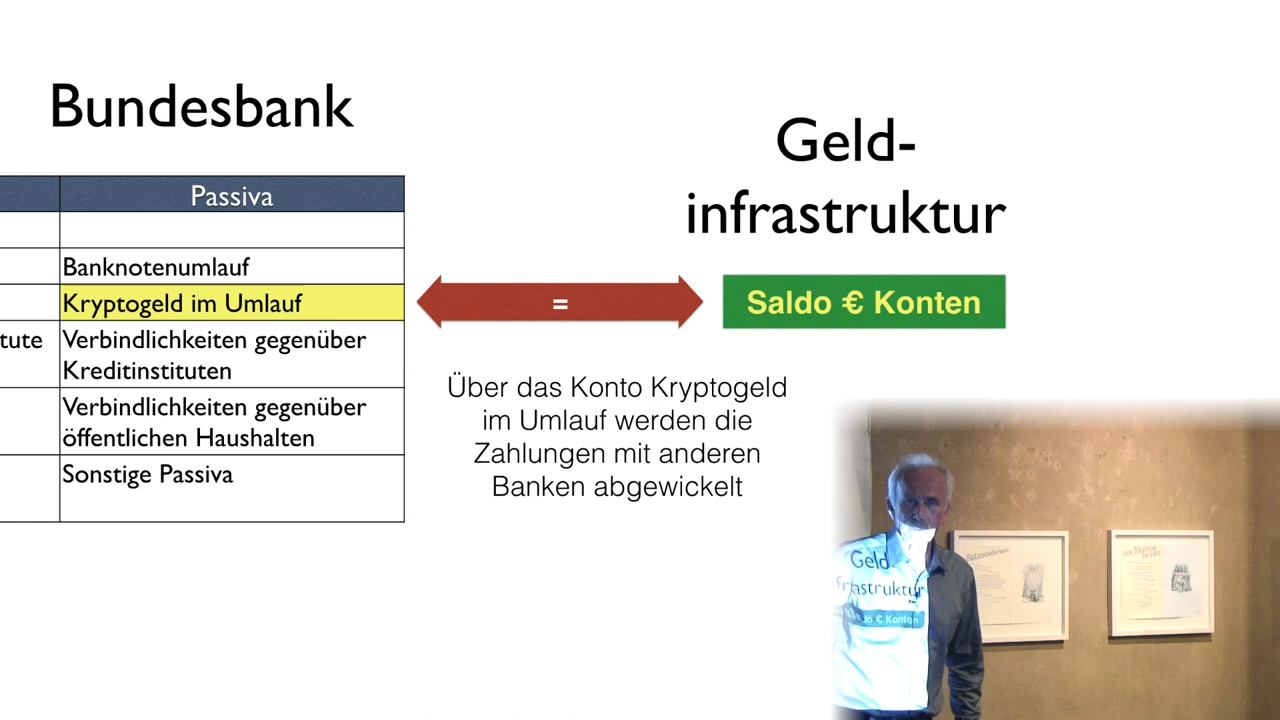 Bundesbank
Geld-
infrastruktur
Passiva
Banknotenumlauf
Kryptogeld im Umlauf
=
Saldo € Konten
tute
Verbindlichkeiten gegenüber
Kreditinstituten
Verbindlichkeiten gegenüber
öffentlichen Haushalten
Sonstige Passiva
Über das Konto Kryptogeld
im Umlauf werden die
Zahlungen mit anderen
Banken abgewickelt
Geld
frastruktur
do € Konten